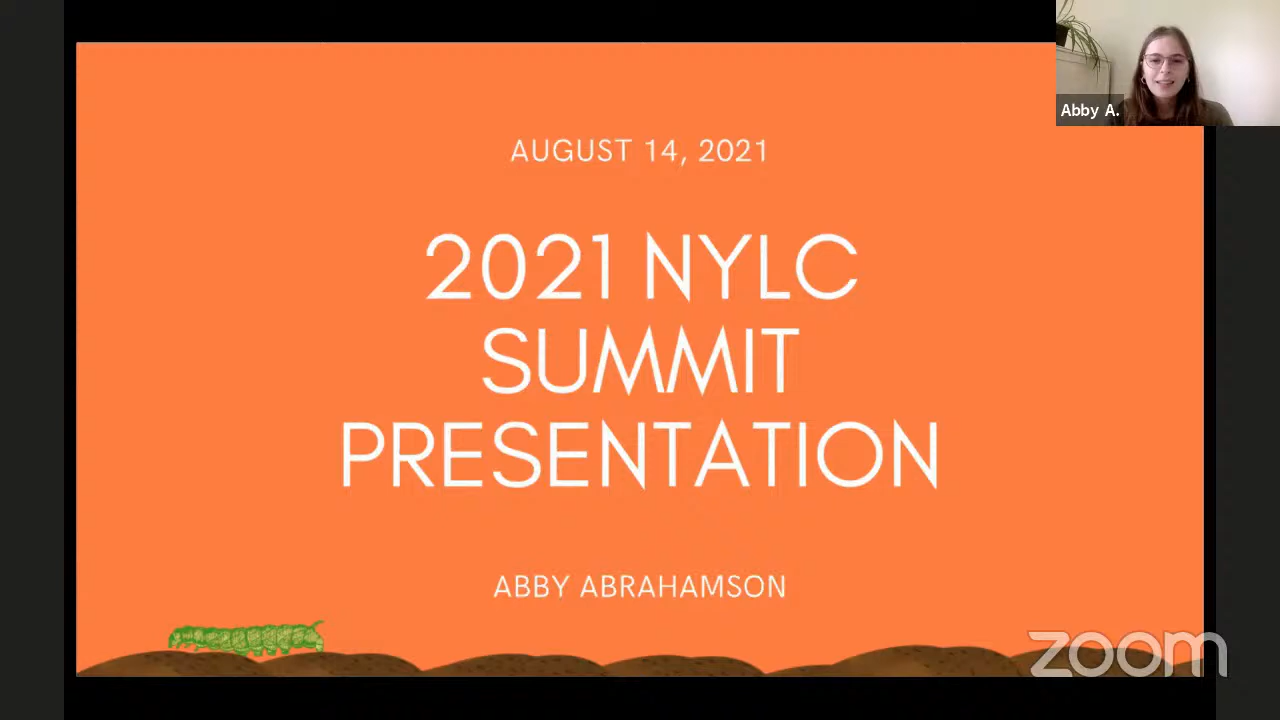 Abby A.
AUGUST 14, 2021
2021 NYLC
SUMMIT
PRESENTATION
ABBY ABRAHAMSON
zoom